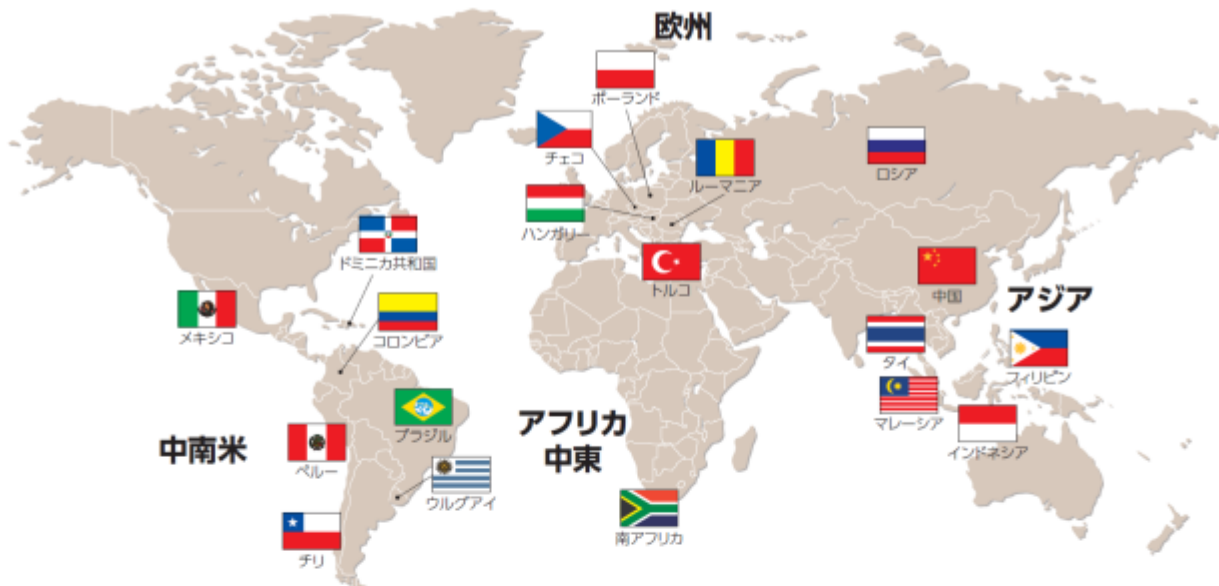 欧州
ポーランド
チェコ
ルーマニア
ロシア
ハンガリー
ドミニカ共和国
トルコ
中国
アジア
メキシコ
コロンビア
タイ
フィリピン
マレーシア
ブラジル
アフリカ
中東
インドネシア
中南米
ペルー
ウルグアイ
南アフリカ
チリ